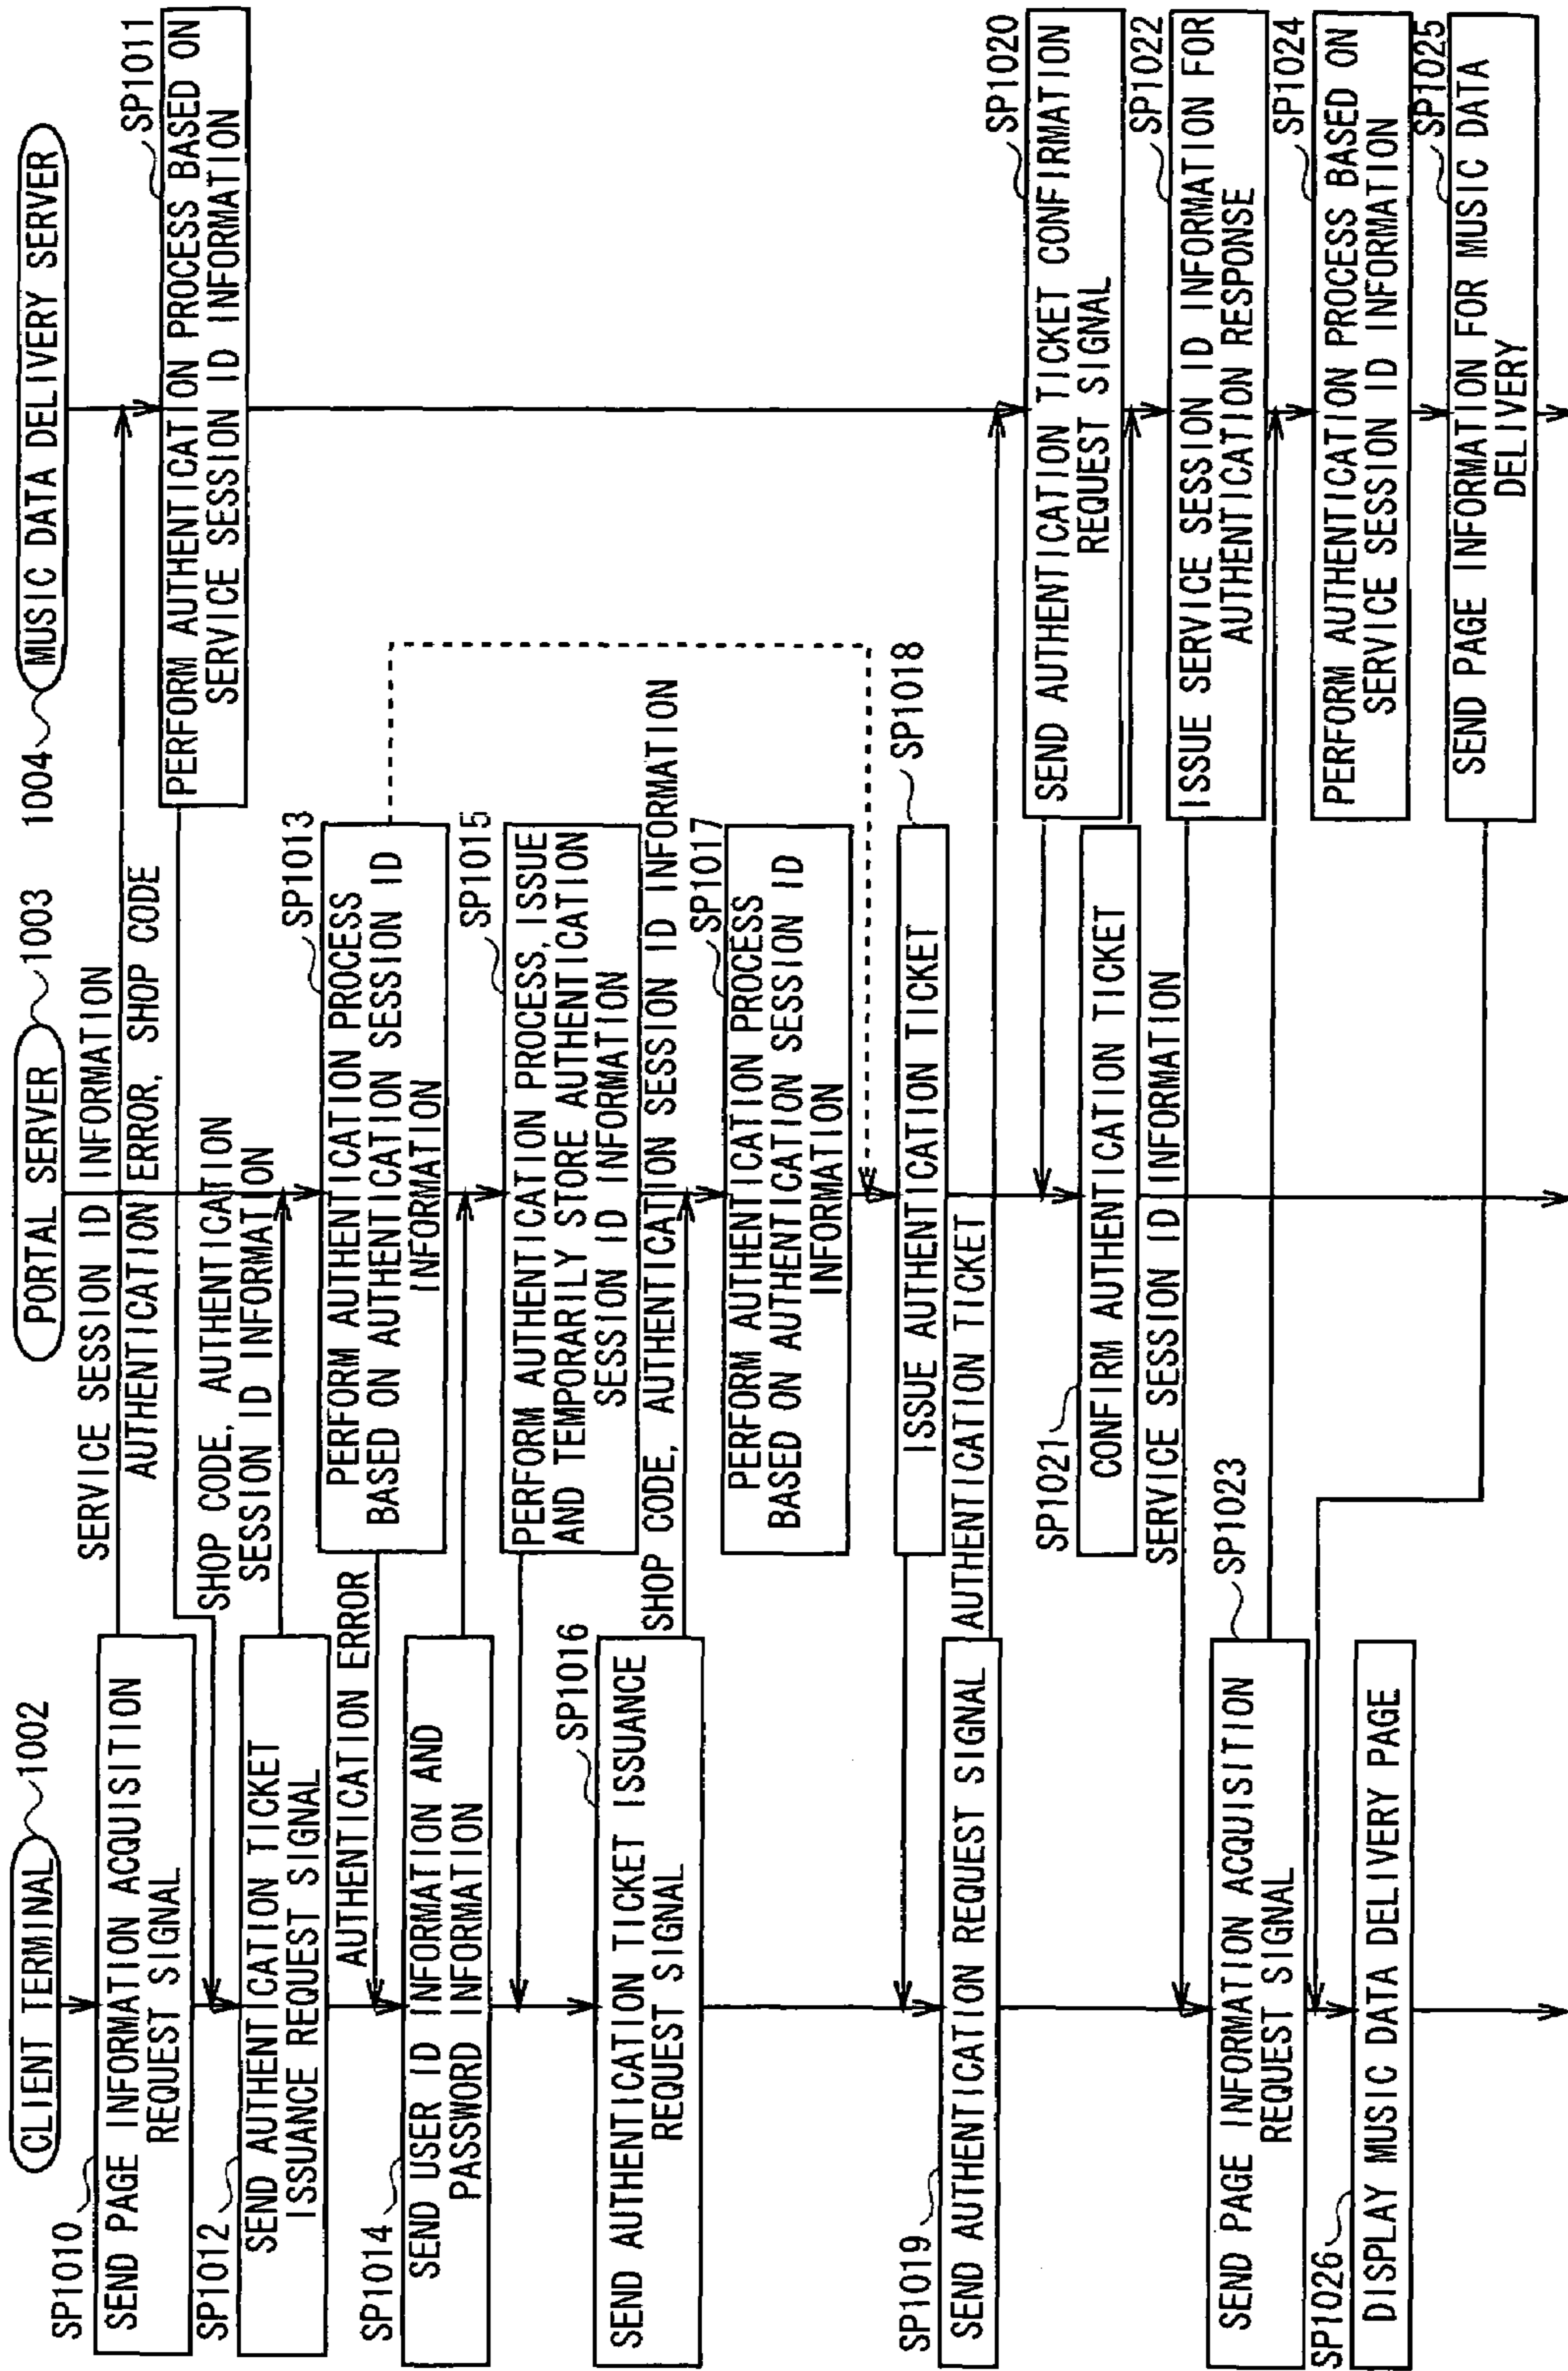 CLIENT TERMINAL
1002
PORTAL SERVER
1003
1004
MUSIC DATA DELIVERY SERVER
SP1010
SEND PAGE INFORMATION ACQUISITION
REQUEST SIGNAL
SERVICE SESSION ID INFORMATION
SP1011
PERFORM AUTHENTICATION PROCESS BASED ON
SERVICE SESSION ID INFORMATION
AUTHENTICATION ERROR, SHOP CODE
SP1012
SEND AUTHENTICATION TICKET
ISSUANCE REQUEST SIGNAL
SHOP CODE, AUTHENTICATION
SESSION ID INFORMATION
SP1013
PERFORM AUTHENTICATION PROCESS
BASED ON AUTHENTICATION SESSION ID
INFORMATION
AUTHENTICATION ERROR
SP1014
SEND USER ID INFORMATION AND
PASSWORD INFORMATION
SP1015
PERFORM AUTHENTICATION PROCESS, ISSUE
AND TEMPORARILY STORE AUTHENTICATION
SESSION ID INFORMATION
SP1016
SEND AUTHENTICATION TICKET ISSUANCE
REQUEST SIGNAL
SHOP CODE, AUTHENTICATION SESSION ID INFORMATION
SP1017
PERFORM AUTHENTICATION PROCESS
BASED ON AUTHENTICATION SESSION ID
INFORMATION
SP1018
ISSUE AUTHENTICATION TICKET
SP1019
SEND AUTHENTICATION REQUEST SIGNAL
AUTHENTICATION TICKET
SP1020
SEND AUTHENTICATION TICKET CONFIRMATION
REQUEST SIGNAL
SP1021
CONFIRM AUTHENTICATION TICKET
SP1022
ISSUE SERVICE SESSION ID INFORMATION FOR
AUTHENTICATION RESPONSE
SERVICE SESSION ID INFORMATION
SP1023
SEND PAGE INFORMATION ACQUISITION
REQUEST SIGNAL
SP1024
PERFORM AUTHENTICATION PROCESS BASED ON
SERVICE SESSION ID INFORMATION
SP1025
SEND PAGE INFORMATION FOR MUSIC DATA
DELIVERY
SP1026
DISPLAY MUSIC DATA DELIVERY PAGE